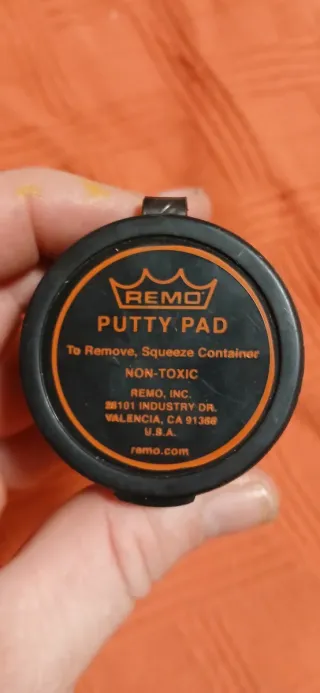 REMO
PUTTY PAD
To Remove, Squeeze Container
NON-TOXIC
REMO, INC.
28101 INDUSTRY DR.
VALENCIA, CA 91355
U.S.A.
remo.com